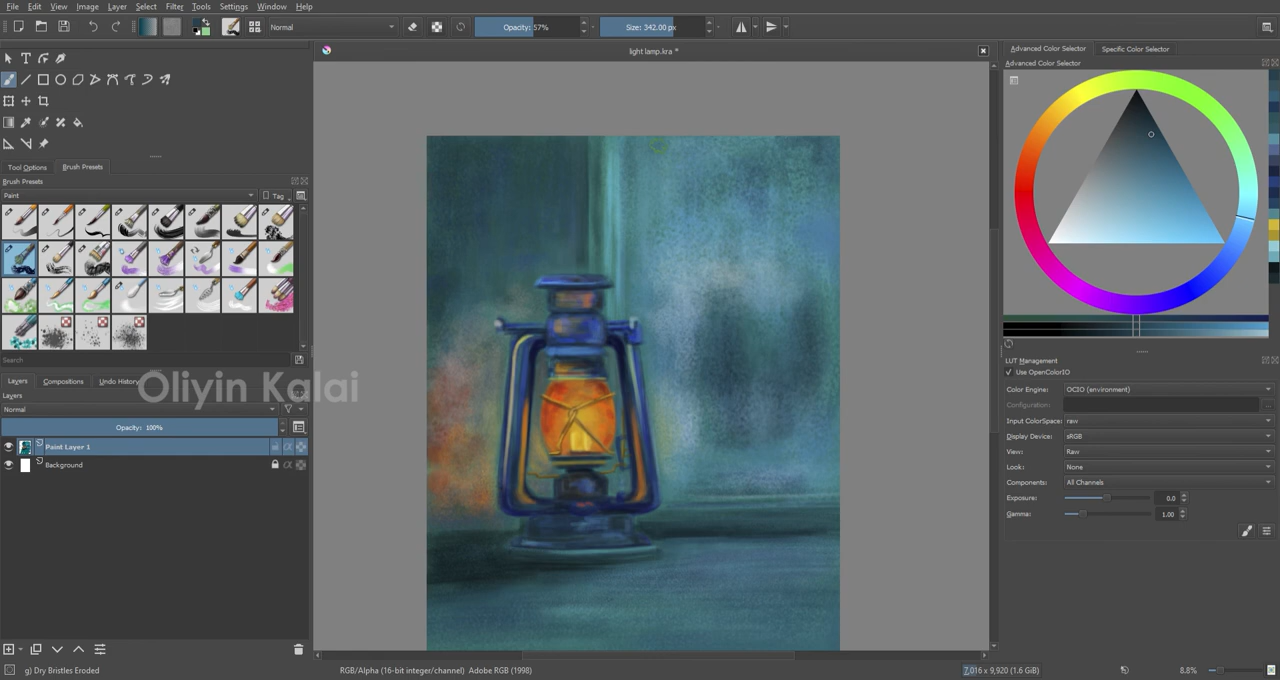 File Edit View Image Layer Select Filter Tools Settings Window Help
Normal Opacity: 57% Size: 342.00 px
light lamp.kra *
Advanced Color Selector Specific Color Selector
Advanced Color Selector
Tool Options Brush Presets
Brush Presets
Paint Tag
Search
Layers Compositions Undo History
Oliyin Kalai
Layers
Normal
Opacity: 100%
Paint Layer 1
Background
LUT Management
Use OpenColorIO
Color Engine: OCIO (environment)
Configuration: ...
Input ColorSpace: raw
Display Device: sRGB
View: Raw
Look: None
Components: All Channels
Exposure: 0.0
Gamma: 1.00
g) Dry Bristles Eroded RGB/Alpha (16-bit integer/channel) Adobe RGB (1998) 7,016 x 9,920 (1.6 GiB) 8.8%